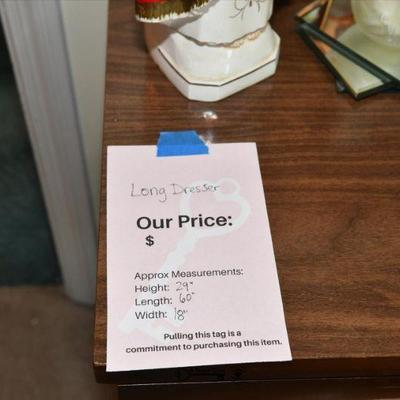 Long Dresser
Our Price:
$
Approx Measurements:
Height: 29"
Length: 60"
Width: 18"
Pulling this tag is a
commitment to purchasing this item.